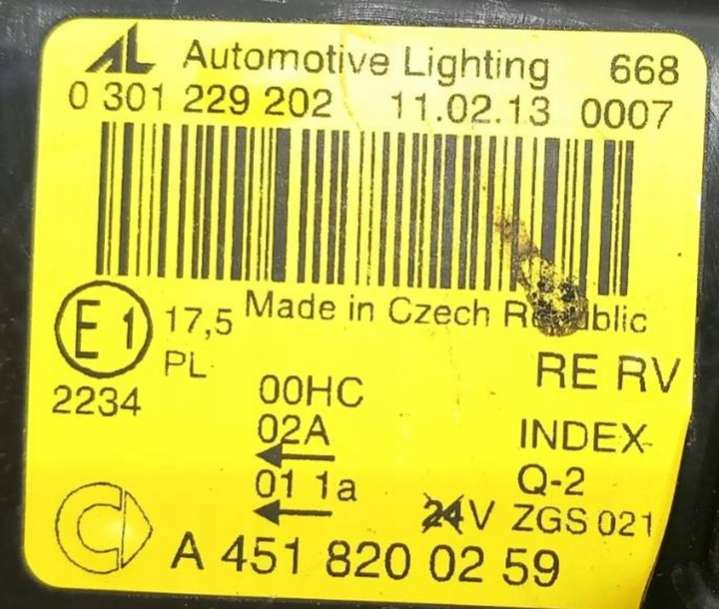 AL Automotive Lighting 668
0 301 229 202 11.02.13 0007
Made in Czech Republic
E1 17,5
PL
2234
RE RV
00HC
02A
INDEX
01 1a
Q-2
24V ZGS 021
A 451 820 02 59